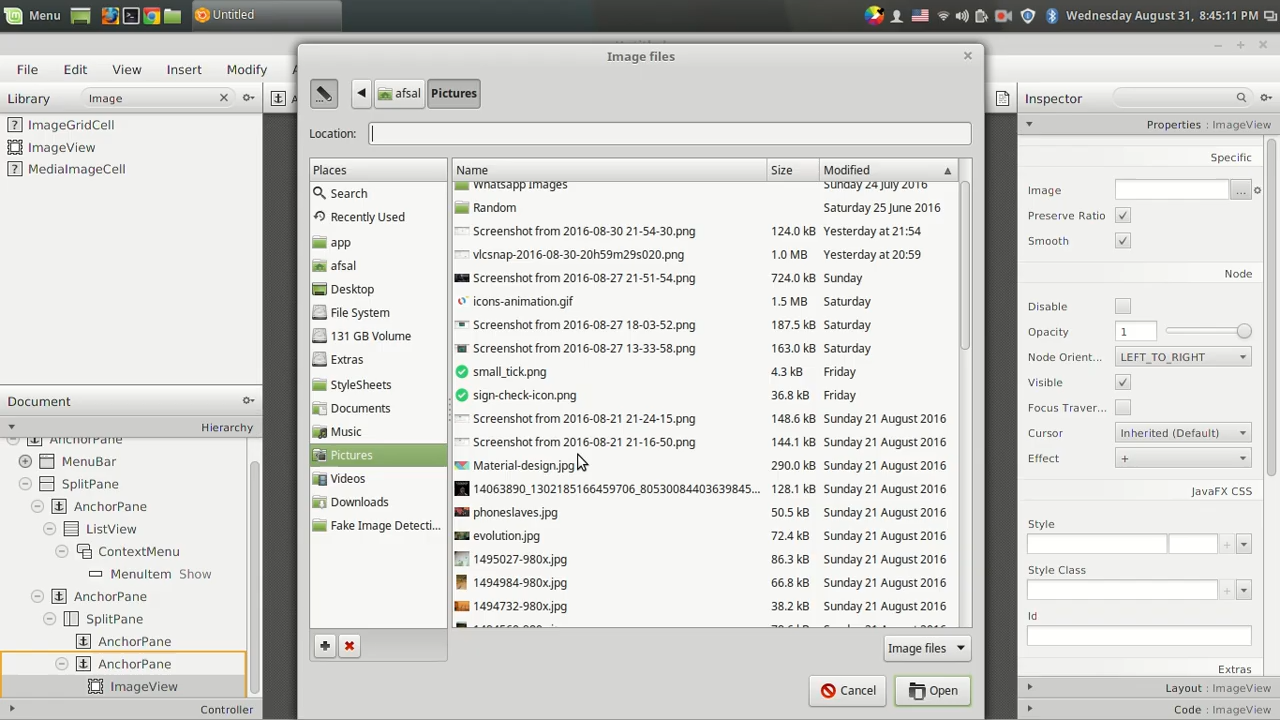 Menu
Untitled
Wednesday August 31, 8:45:11 PM
File Edit View Insert Modify
Library Image
ImageGridCell
ImageView
MediaImageCell
Document
Hierarchy
AnchorPane
MenuBar
SplitPane
AnchorPane
ListView
ContextMenu
MenuItem Show
AnchorPane
SplitPane
AnchorPane
AnchorPane
ImageView
Controller
Image files
afsal Pictures
Location:
Places
Search
Recently Used
app
afsal
Desktop
File System
131 GB Volume
Extras
StyleSheets
Documents
Music
Pictures
Videos
Downloads
Fake Image Detecti...
Name Size Modified
Whatsapp Images Sunday 24 July 2016
Random Saturday 25 June 2016
Screenshot from 2016-08-30 21-54-30.png 124.0 kB Yesterday at 21:54
vlcsnap-2016-08-30-20h59m29s020.png 1.0 MB Yesterday at 20:59
Screenshot from 2016-08-27 21-51-54.png 724.0 kB Sunday
icons-animation.gif 1.5 MB Saturday
Screenshot from 2016-08-27 18-03-52.png 187.5 kB Saturday
Screenshot from 2016-08-27 13-33-58.png 163.0 kB Saturday
small_tick.png 4.3 kB Friday
sign-check-icon.png 36.8 kB Friday
Screenshot from 2016-08-21 21-24-15.png 148.6 kB Sunday 21 August 2016
Screenshot from 2016-08-21 21-16-50.png 144.1 kB Sunday 21 August 2016
Material-design.jpg 290.0 kB Sunday 21 August 2016
14063890_1302185166459706_80530084403639845... 128.1 kB Sunday 21 August 2016
phoneslaves.jpg 50.5 kB Sunday 21 August 2016
evolution.jpg 72.4 kB Sunday 21 August 2016
1495027-980x.jpg 86.3 kB Sunday 21 August 2016
1494984-980x.jpg 66.8 kB Sunday 21 August 2016
1494732-980x.jpg 38.2 kB Sunday 21 August 2016
Image files
Cancel Open
Inspector
Properties : ImageView
Specific
Image ...
Preserve Ratio
Smooth
Node
Disable
Opacity 1
Node Orient... LEFT_TO_RIGHT
Visible
Focus Traver...
Cursor Inherited (Default)
Effect +
JavaFX CSS
Style
Style Class
Id
Extras
Layout : ImageView
Code : ImageView